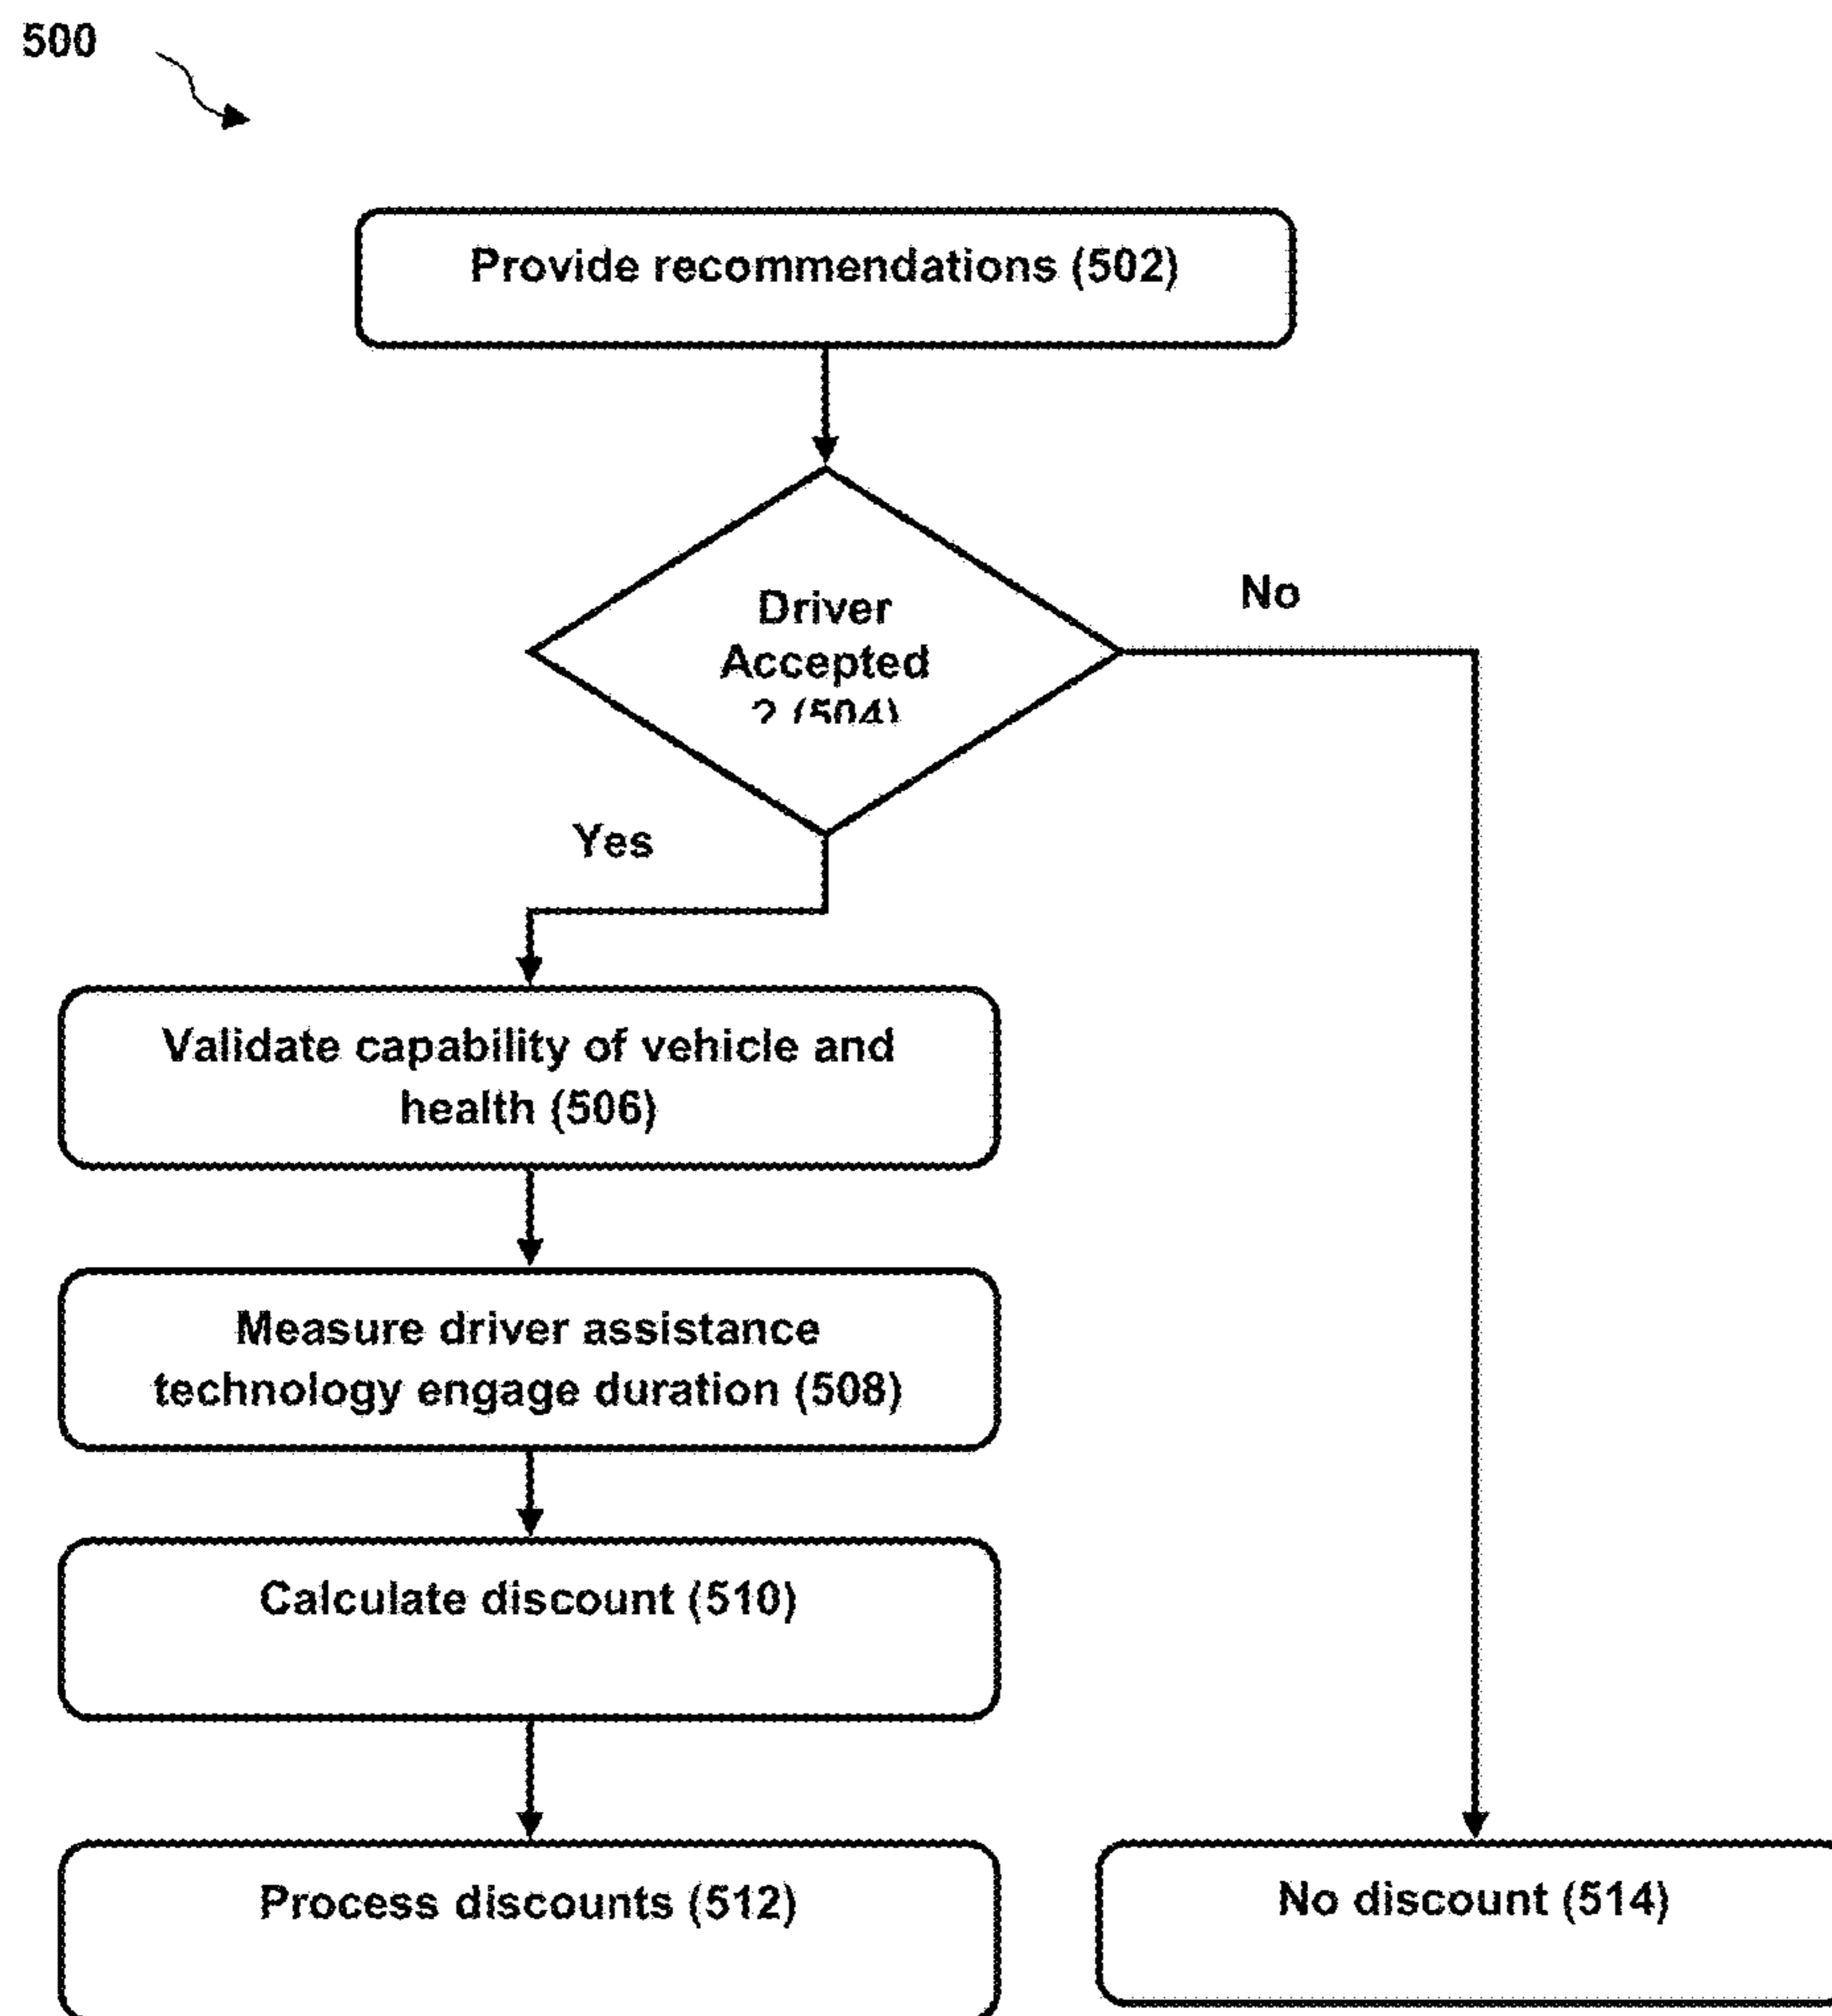 500
Provide recommendations (502)
Driver
Accepted
? (504)
No
Yes
Validate capability of vehicle and
health (506)
Measure driver assistance
technology engage duration (508)
Calculate discount (510)
Process discounts (512)
No discount (514)